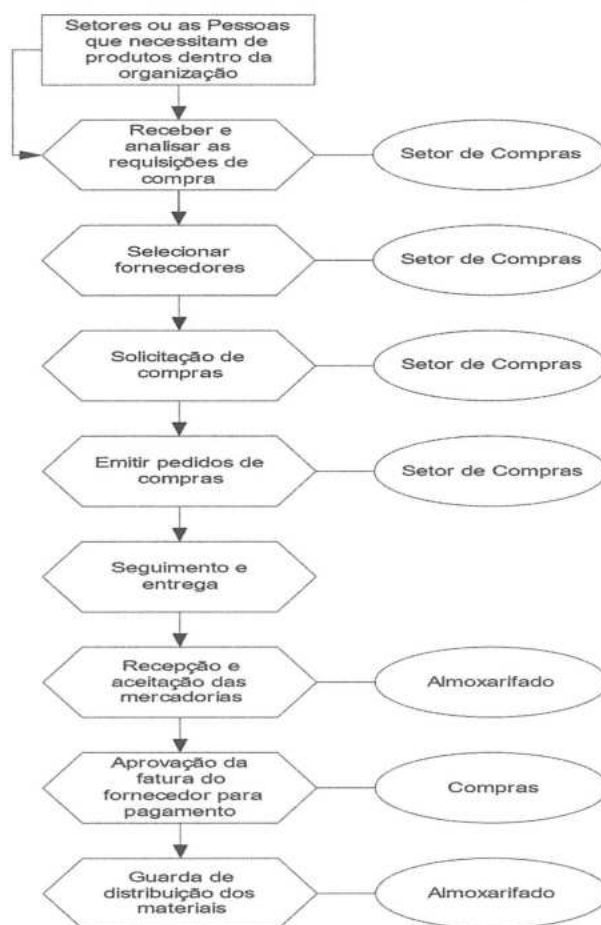 Setores ou as Pessoas
que necessitam de
produtos dentro da
organização
Receber e
analisar as
requisições de
compra
Setor de Compras
Selecionar
fornecedores
Setor de Compras
Solicitação de
compras
Setor de Compras
Emitir pedidos de
compras
Setor de Compras
Seguimento e
entrega
Recepção e
aceitação das
mercadorias
Almoxarifado
Aprovação da
fatura do
fornecedor para
pagamento
Compras
Guarda de
distribuição dos
materiais
Almoxarifado